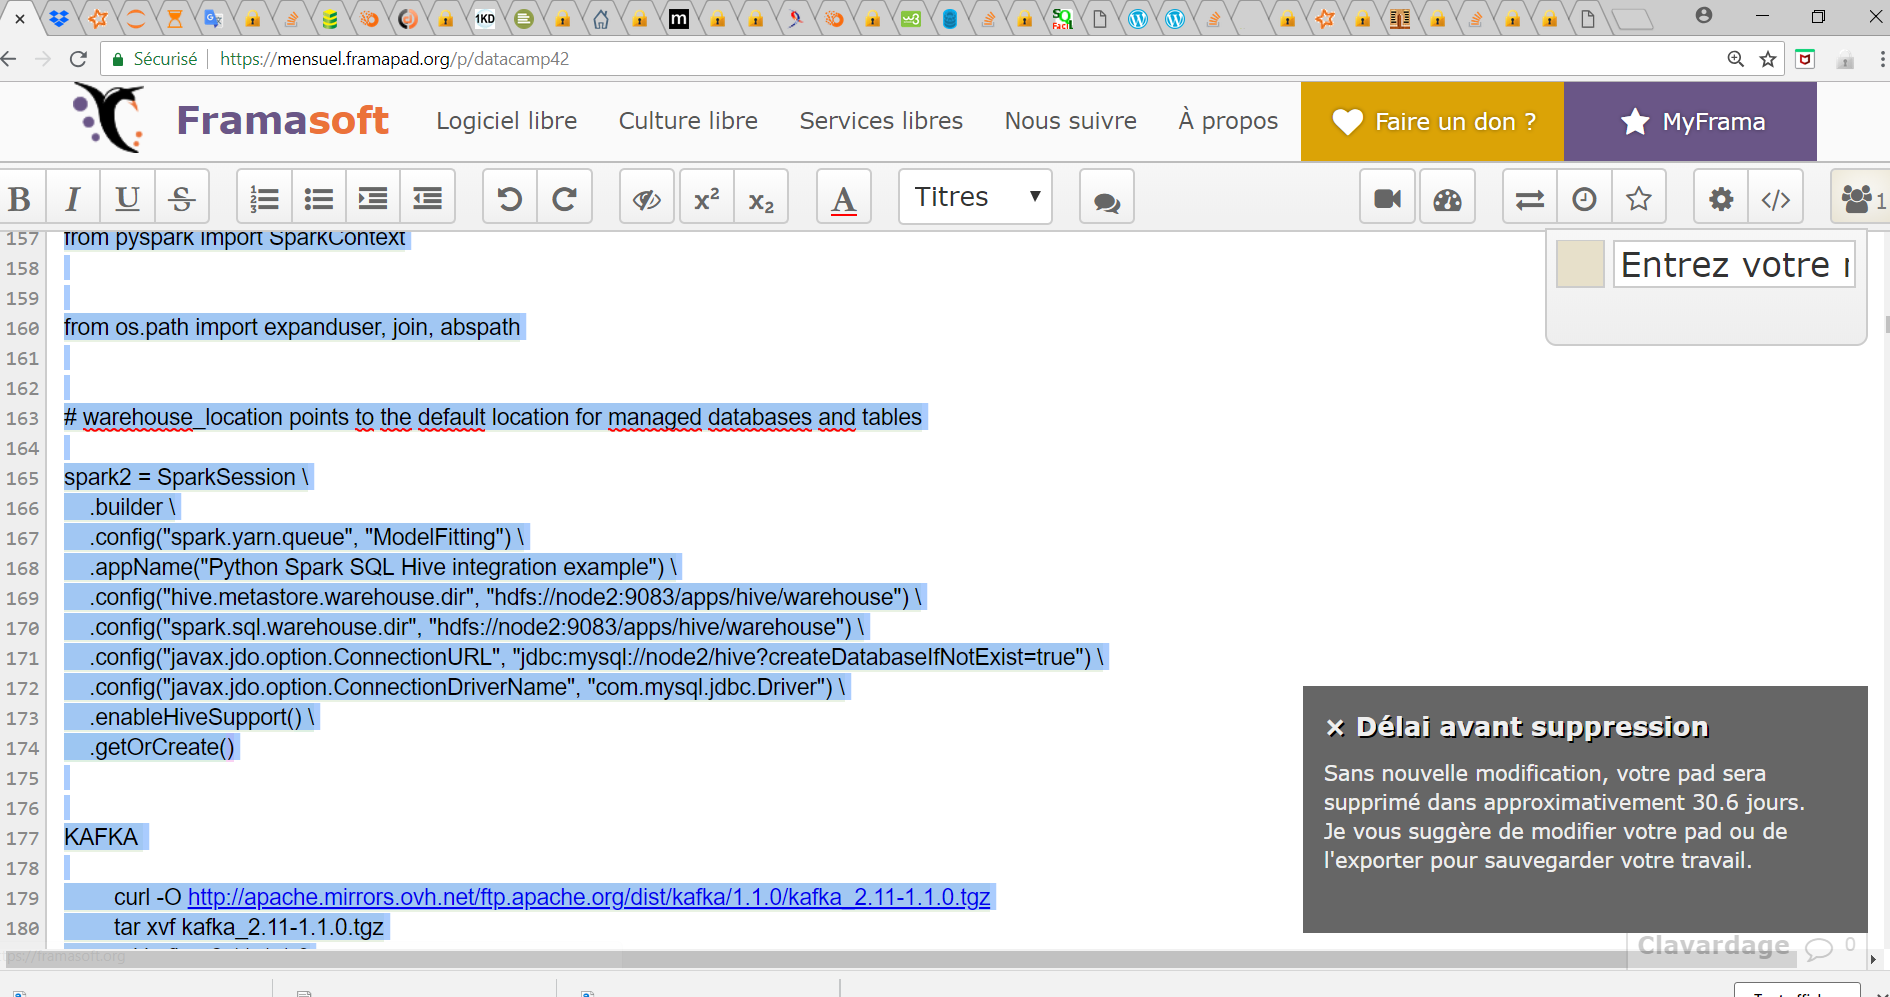 Sécurisé https://mensuel.framapad.org/p/datacamp42
Framasoft Logiciel libre Culture libre Services libres Nous suivre À propos Faire un don ? MyFrama
B I U S x² x₂ A Titres 1
157 from pyspark import SparkContext
Entrez votre
158
159
160 from os.path import expanduser, join, abspath
161
162
163 # warehouse_location points to the default location for managed databases and tables
164
165 spark2 = SparkSession \
166 .builder \
167 .config("spark.yarn.queue", "ModelFitting") \
168 .appName("Python Spark SQL Hive integration example") \
169 .config("hive.metastore.warehouse.dir", "hdfs://node2:9083/apps/hive/warehouse") \
170 .config("spark.sql.warehouse.dir", "hdfs://node2:9083/apps/hive/warehouse") \
171 .config("javax.jdo.option.ConnectionURL", "jdbc:mysql://node2/hive?createDatabaseIfNotExist=true") \
172 .config("javax.jdo.option.ConnectionDriverName", "com.mysql.jdbc.Driver") \
173 .enableHiveSupport() \
174 .getOrCreate()
175
176
177 KAFKA
178
179 curl -O http://apache.mirrors.ovh.net/ftp.apache.org/dist/kafka/1.1.0/kafka_2.11-1.1.0.tgz
180 tar xvf kafka_2.11-1.1.0.tgz
× Délai avant suppression
Sans nouvelle modification, votre pad sera
supprimé dans approximativement 30.6 jours.
Je vous suggère de modifier votre pad ou de
l'exporter pour sauvegarder votre travail.
Clavardage 0